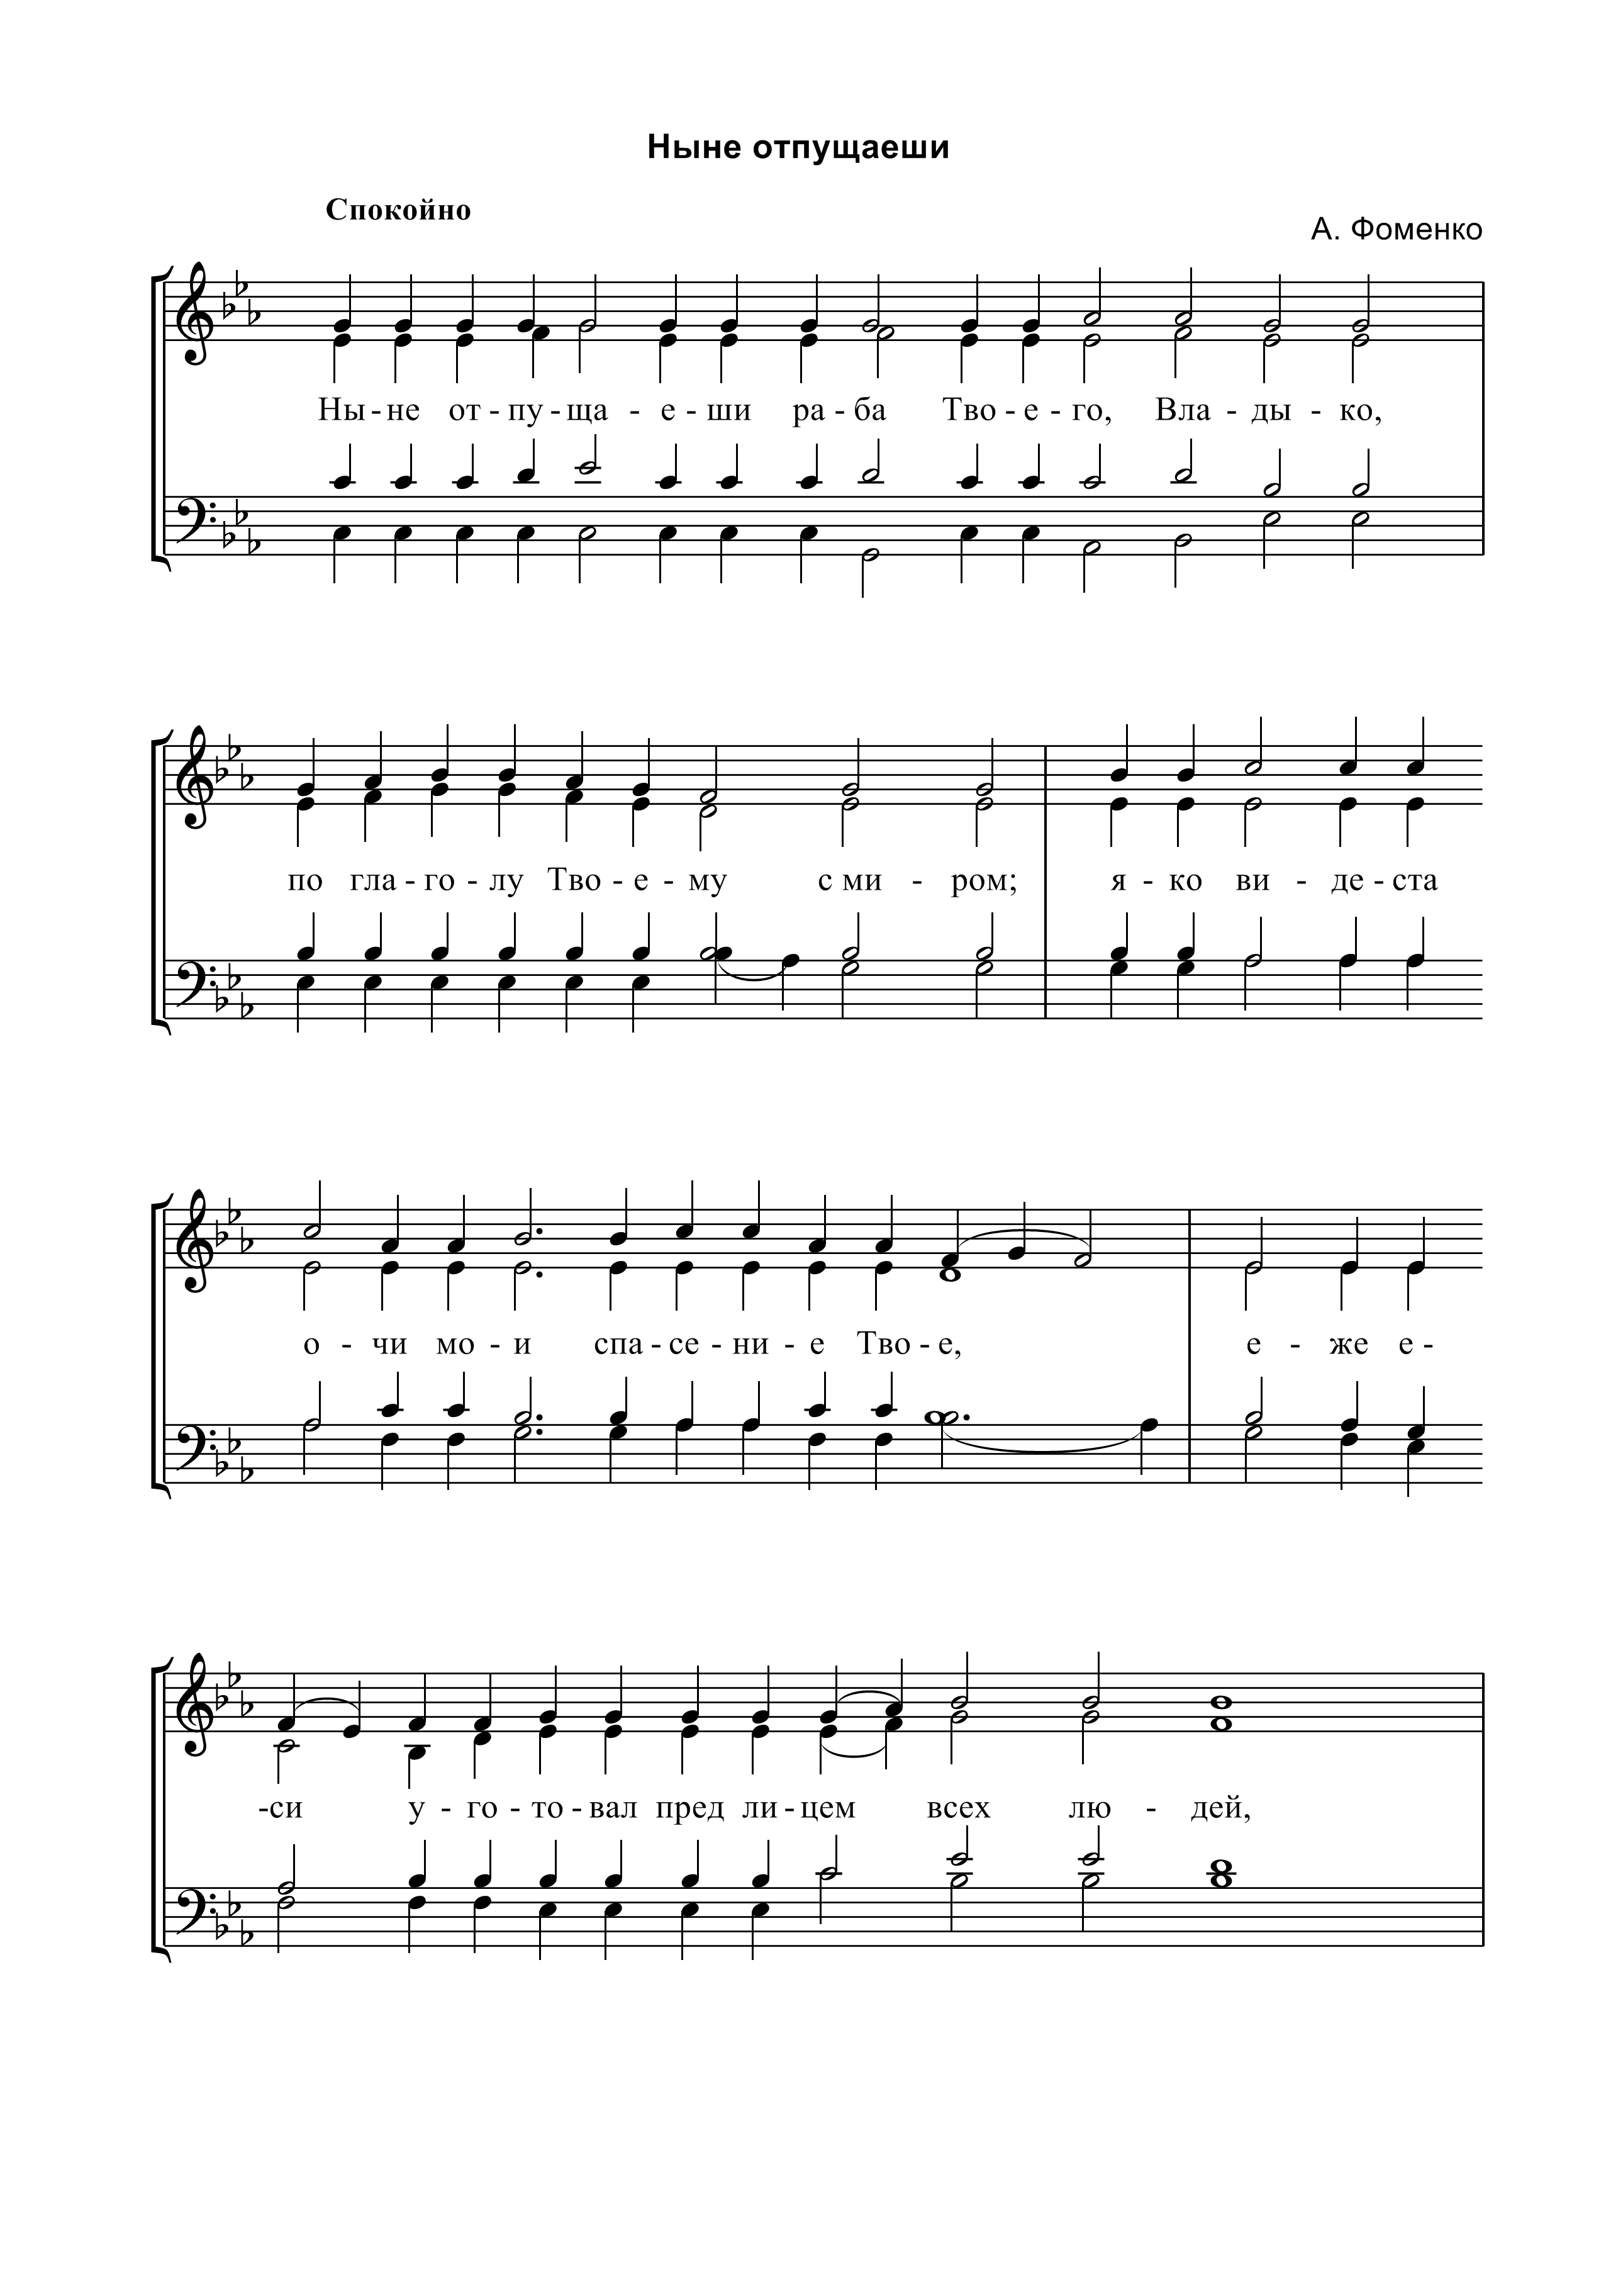 Ныне отпущаеши
Спокойно
А. Фоменко
Ны - не от - пу - ща - е - ши ра - ба Тво - е - го, Вла - ды - ко,
по гла - го - лу Тво - е - му с ми - ром; я - ко ви - де - ста
о - чи мо - и спа - се - ни - е Тво - е, е - же е -
-си у - го - то - вал пред ли - цем всех лю - дей,